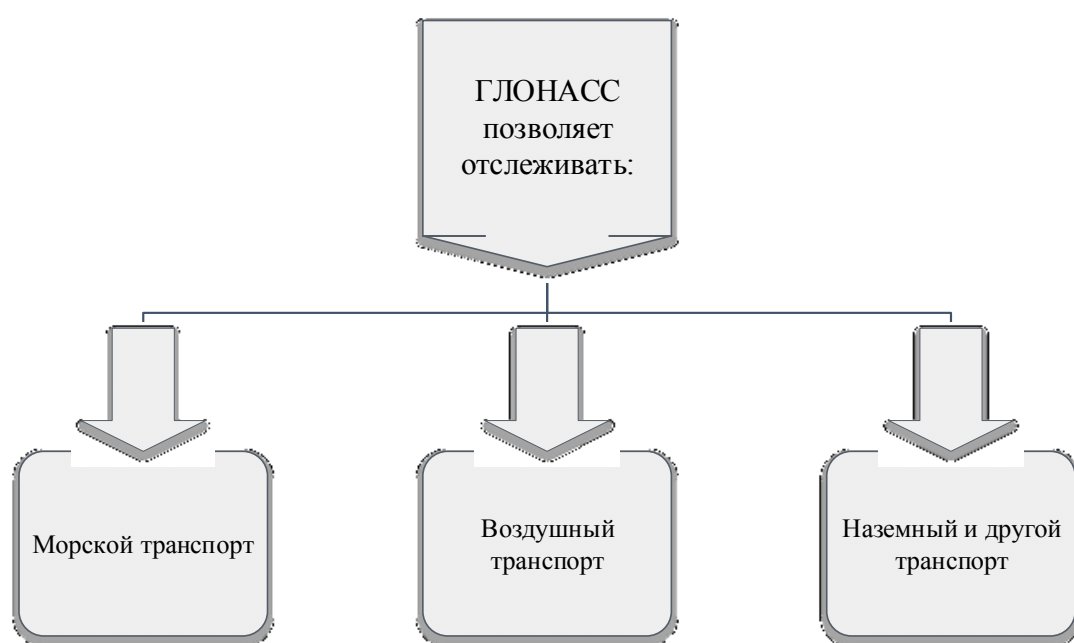 ГЛОНАСС
позволяет
отслеживать:
Морской транспорт
Воздушный
транспорт
Наземный и другой
транспорт